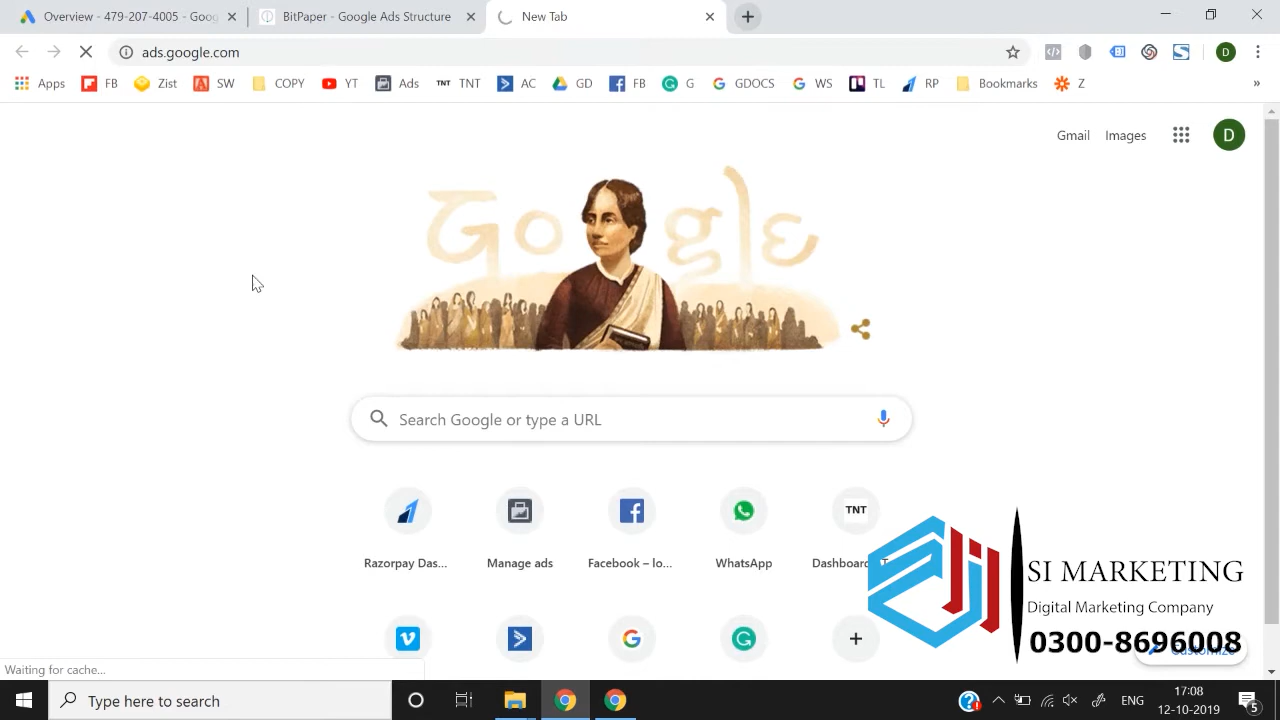 Overview - 479-207-4005 - Goog
BitPaper - Google Ads Structure
New Tab
ads.google.com
Apps FB Zist SW COPY YT Ads TNT TNT AC GD FB G GDOCS WS TL RP Bookmarks Z »
Gmail Images D
Google
Search Google or type a URL
Razorpay Das... Manage ads Facebook – lo... WhatsApp Dashboard
SI MARKETING
Digital Marketing Company
0300-8696008
Customize
Waiting for cache...
Type here to search
ENG
17:08
12-10-2019
5